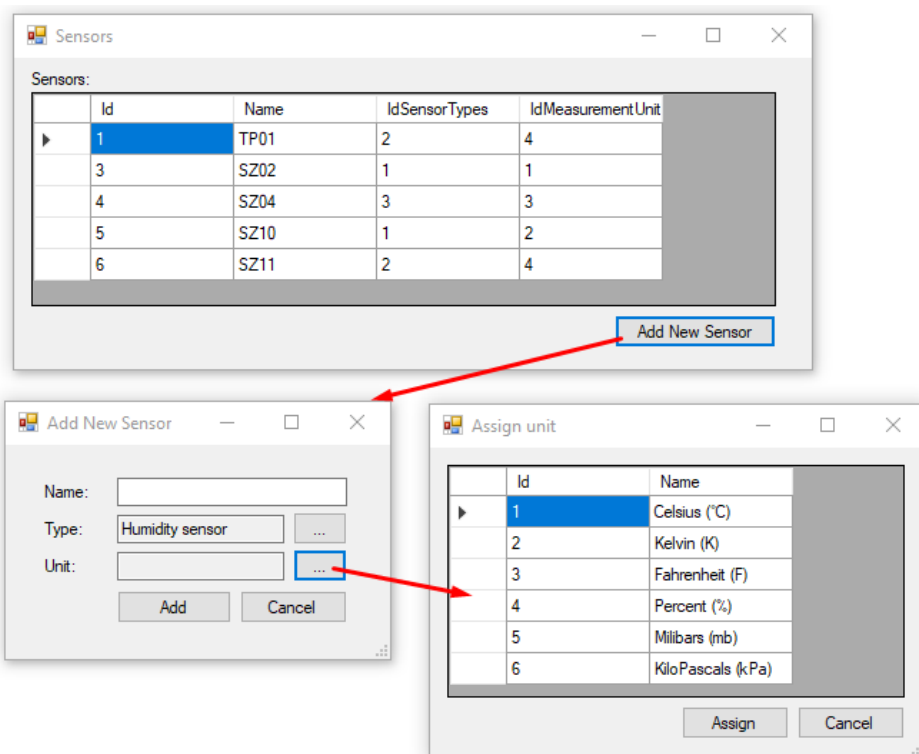 Sensors
Sensors:
Id Name IdSensorTypes IdMeasurementUnit
1 TP01 2 4
3 SZ02 1 1
4 SZ04 3 3
5 SZ10 1 2
6 SZ11 2 4
Add New Sensor
Add New Sensor
Name:
Type: Humidity sensor ...
Unit: ...
Add Cancel
Assign unit
Id Name
1 Celsius (°C)
2 Kelvin (K)
3 Fahrenheit (F)
4 Percent (%)
5 Milibars (mb)
6 KiloPascals (kPa)
Assign Cancel